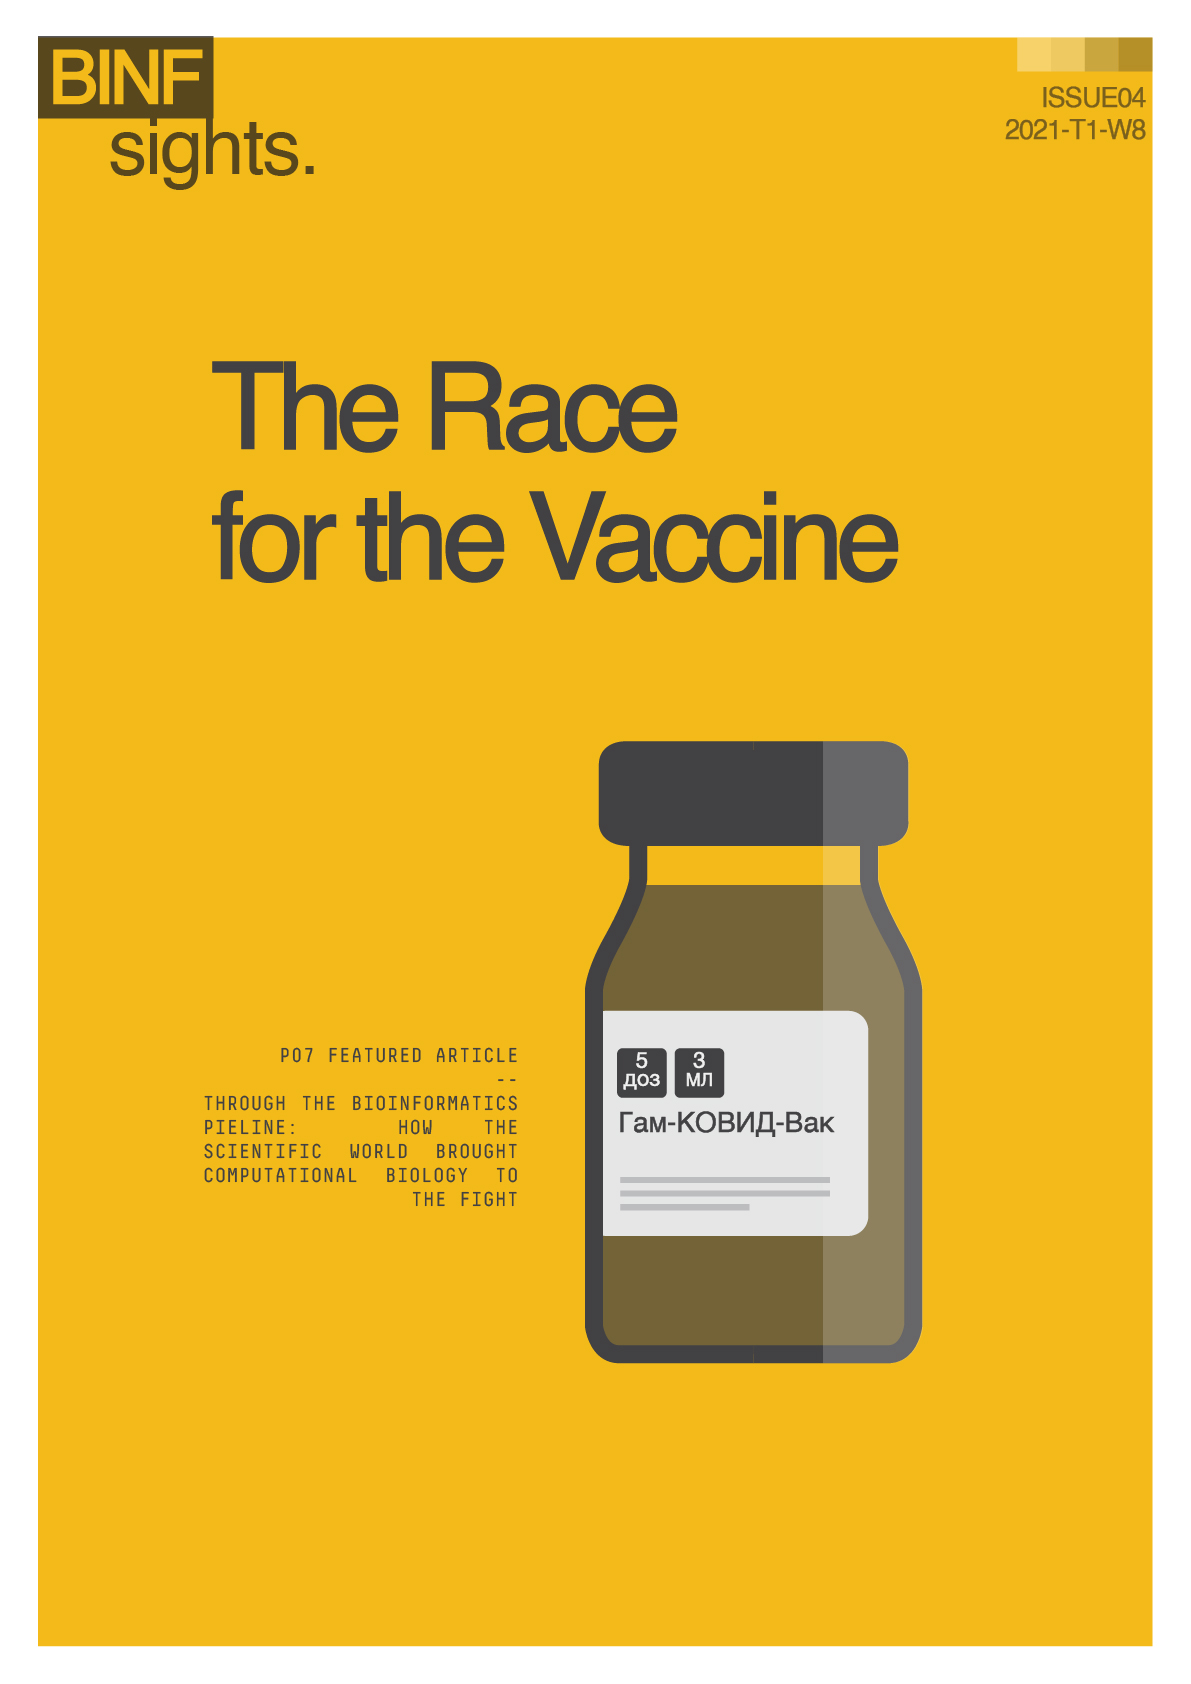 BINF
sights.
ISSUE04
2021-T1-W8
The Race
for the Vaccine
P07 FEATURED ARTICLE
--
THROUGH THE BIOINFORMATICS
PIELINE: HOW THE
SCIENTIFIC WORLD BROUGHT
COMPUTATIONAL BIOLOGY TO
THE FIGHT
5
ДОЗ
3
МЛ
Гам-КОВИД-Вак